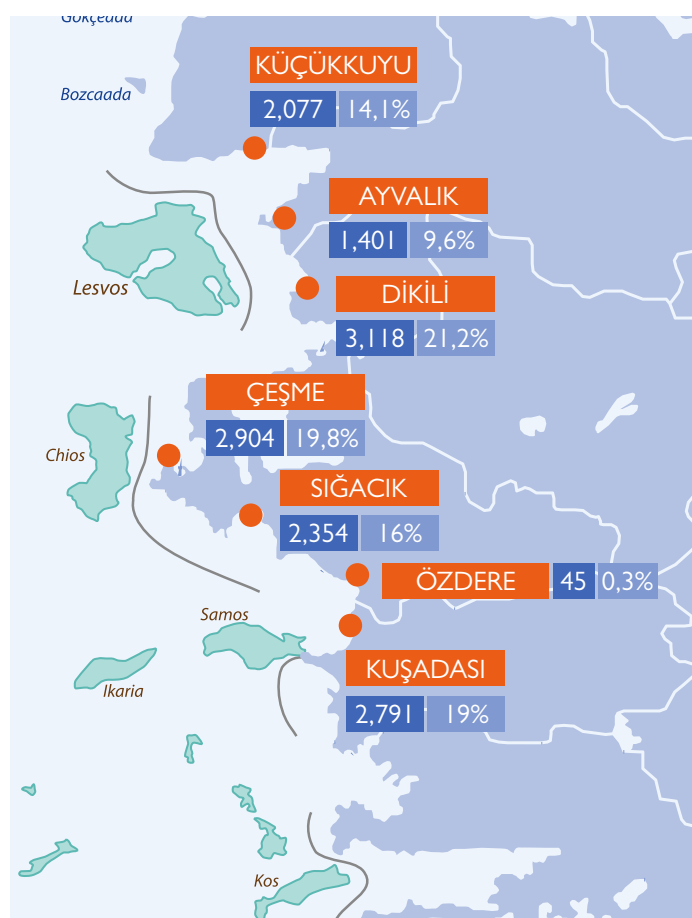 Gökçeada
KÜÇÜKKUYU
2,077 14,1%
Bozcaada
AYVALIK
1,401 9,6%
Lesvos
DİKİLİ
3,118 21,2%
ÇEŞME
2,904 19,8%
Chios
SIĞACIK
2,354 16%
ÖZDERE 45 0,3%
Samos
KUŞADASI
2,791 19%
Ikaria
Kos